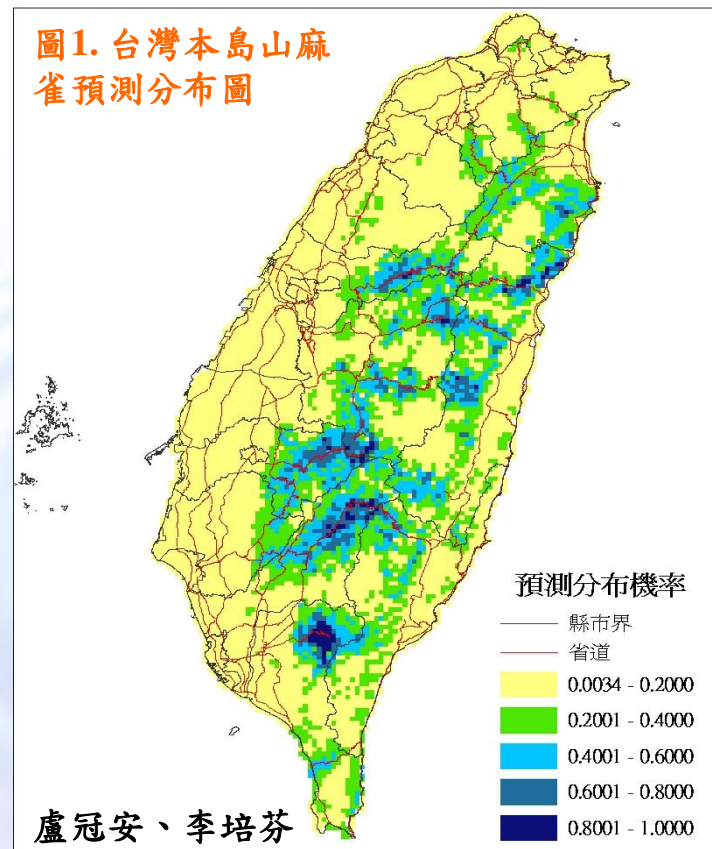 圖1. 台灣本島山麻
雀預測分布圖
預測分布機率
縣市界
省道
0.0034 - 0.2000
0.2001 - 0.4000
0.4001 - 0.6000
0.6001 - 0.8000
0.8001 - 1.0000
盧冠安、李培芬